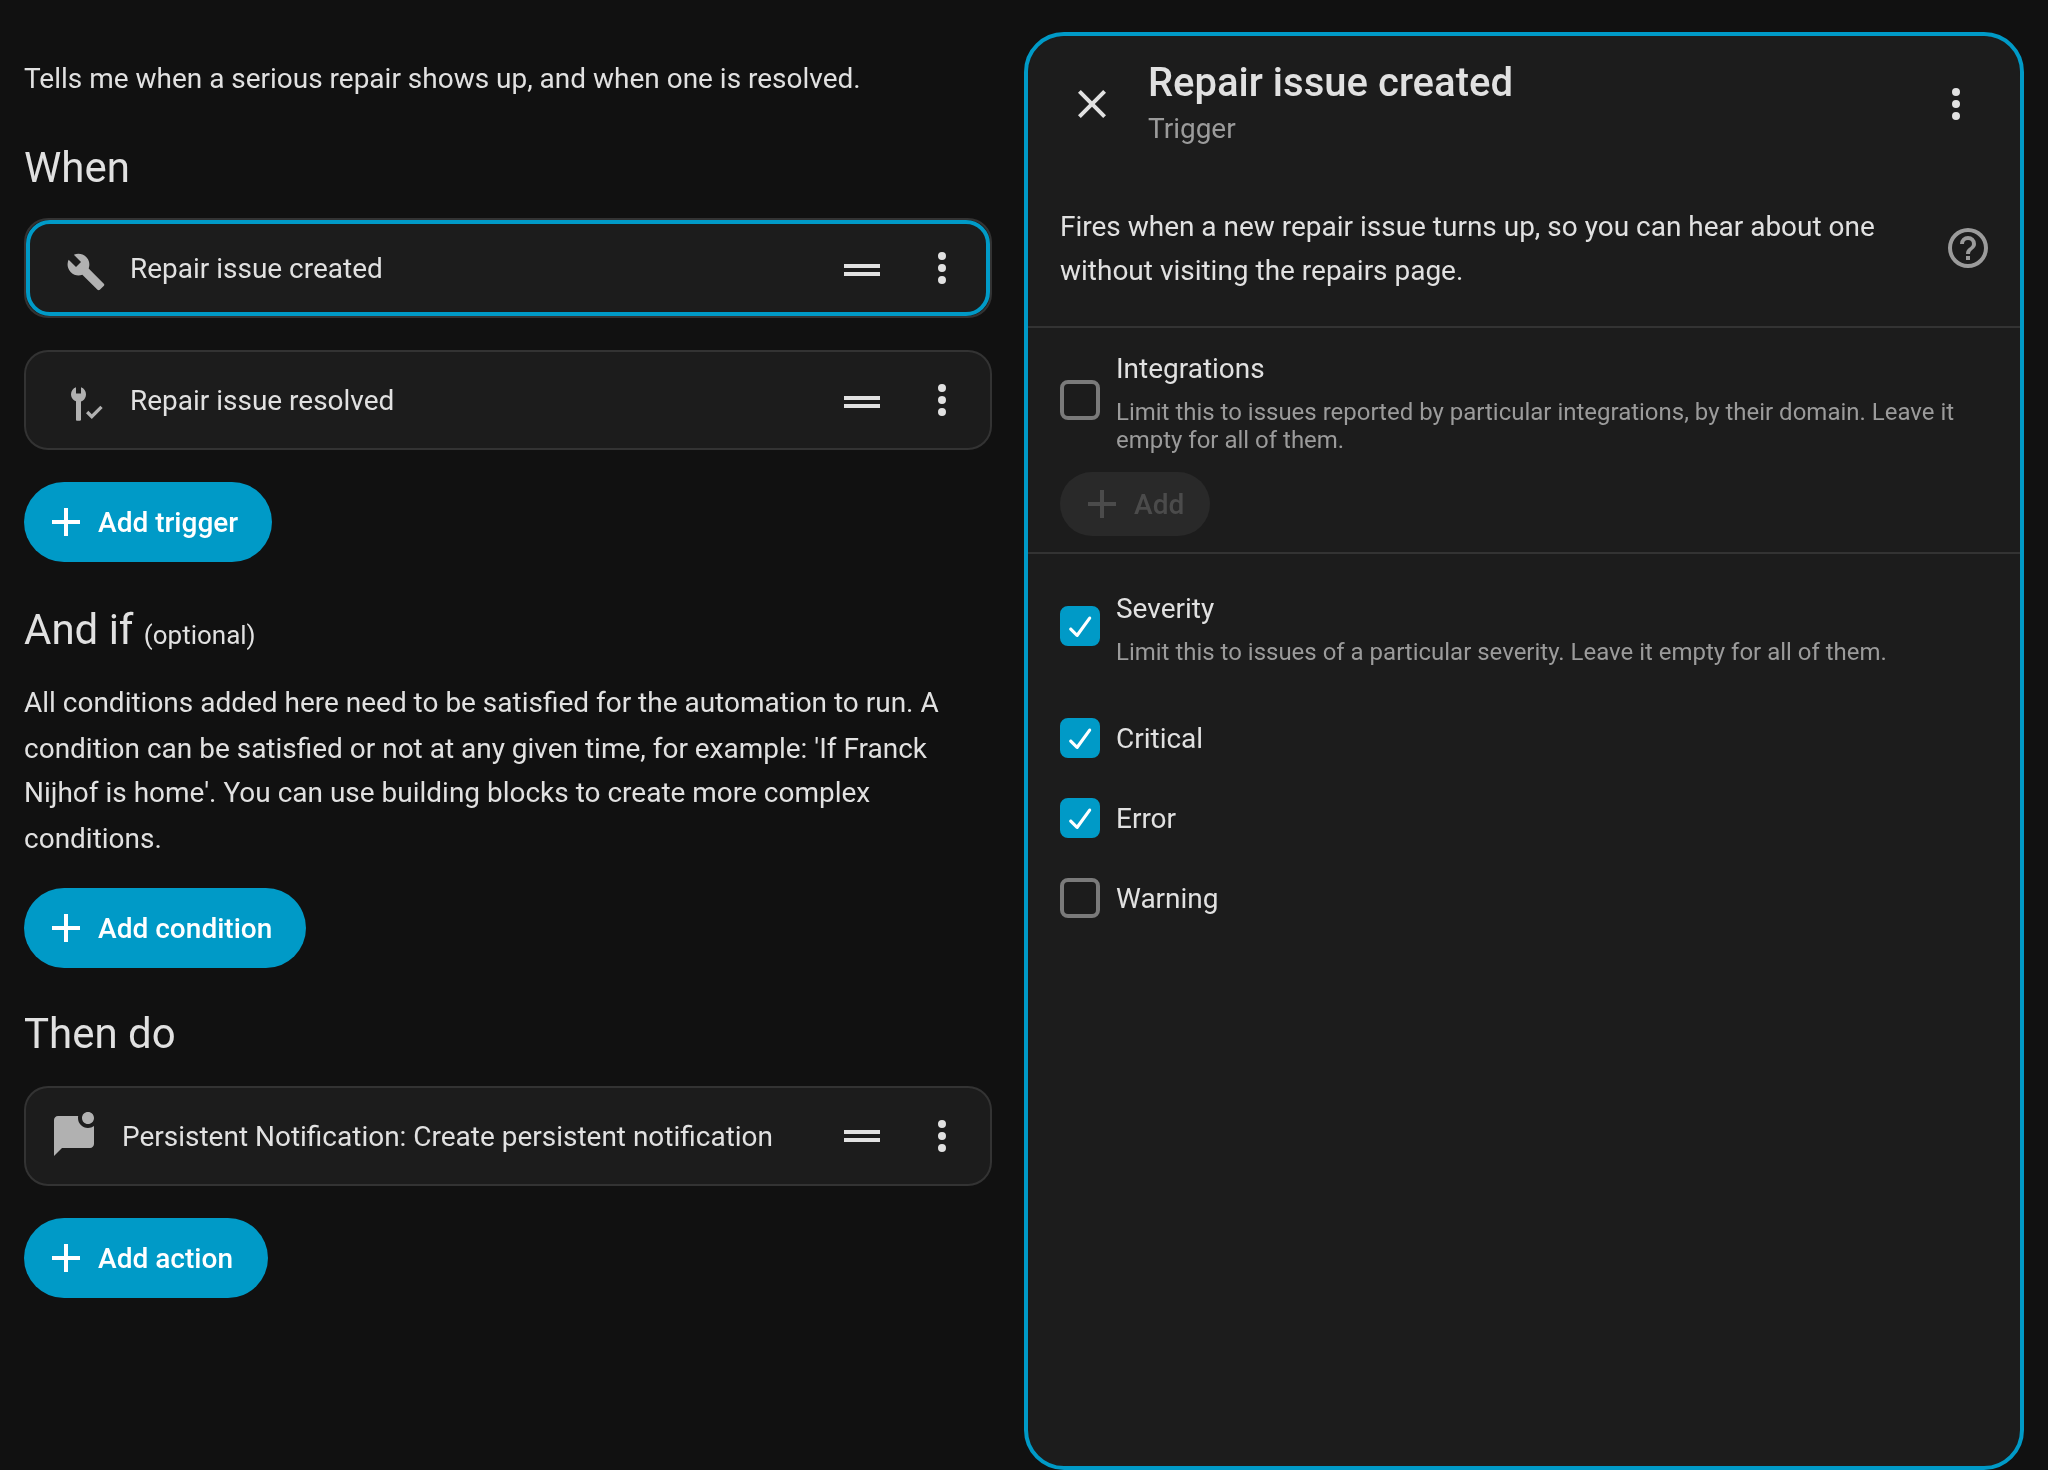 Tells me when a serious repair shows up, and when one is resolved.
When
Repair issue created
Repair issue resolved
Add trigger
And if (optional)
All conditions added here need to be satisfied for the automation to run. A
condition can be satisfied or not at any given time, for example: 'If Franck
Nijhof is home'. You can use building blocks to create more complex
conditions.
Add condition
Then do
Persistent Notification: Create persistent notification
Add action
Repair issue created
Trigger
Fires when a new repair issue turns up, so you can hear about one
without visiting the repairs page.
Integrations
Limit this to issues reported by particular integrations, by their domain. Leave it
empty for all of them.
Add
Severity
Limit this to issues of a particular severity. Leave it empty for all of them.
Critical
Error
Warning